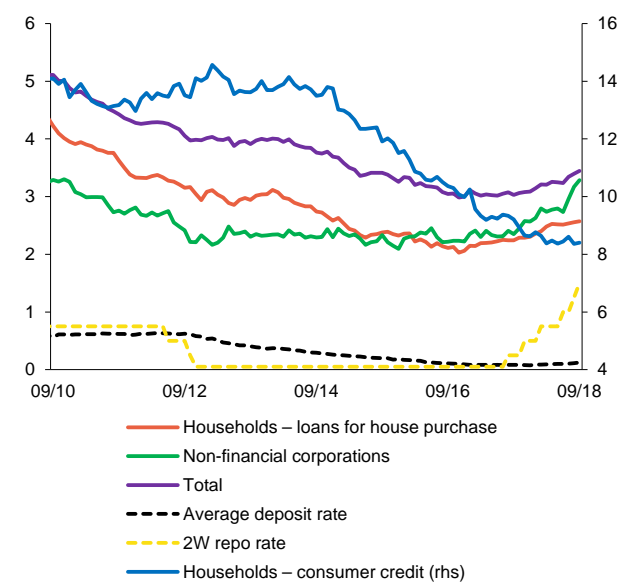 6 16
5 14
4 12
3 10
2 8
1 6
0 4
09/10 09/12 09/14 09/16 09/18
Households – loans for house purchase
Non-financial corporations
Total
Average deposit rate
2W repo rate
Households – consumer credit (rhs)